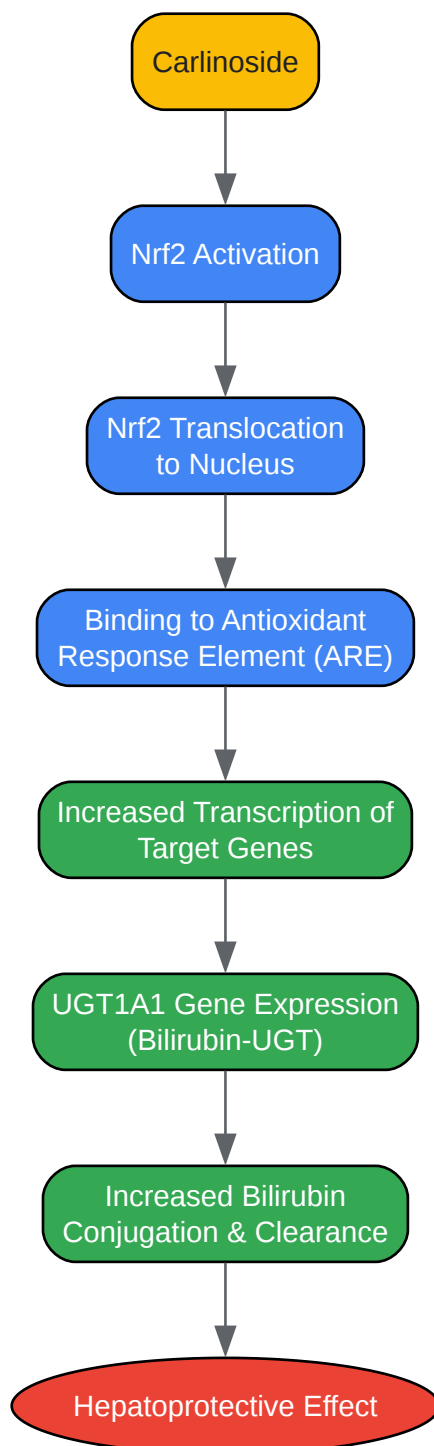 Carlinoside
Nrf2 Activation
Nrf2 Translocation
to Nucleus
Binding to Antioxidant
Response Element (ARE)
Increased Transcription of
Target Genes
UGT1A1 Gene Expression
(Bilirubin-UGT)
Increased Bilirubin
Conjugation & Clearance
Hepatoprotective Effect